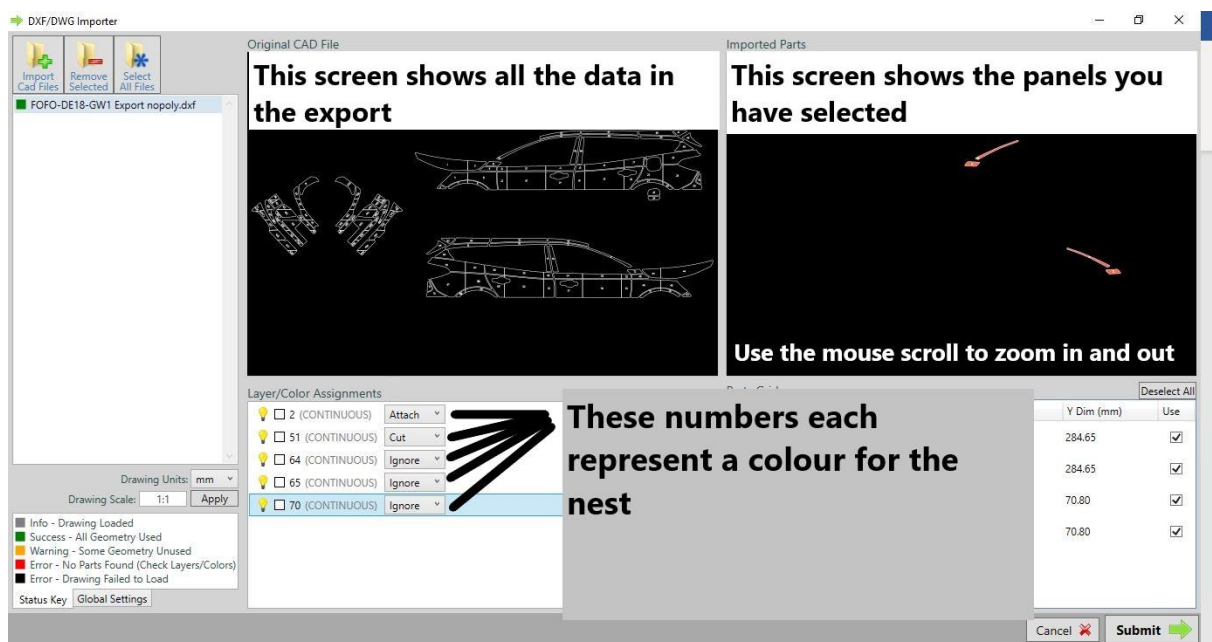 DXF/DWG Importer
Import
Cad Files
Remove
Selected
Select
All Files
FOFO-DE18-GW1 Export nopoly.dxf
Drawing Units: mm
Drawing Scale: 1:1 Apply
Info - Drawing Loaded
Success - All Geometry Used
Warning - Some Geometry Unused
Error - No Parts Found (Check Layers/Colors)
Error - Drawing Failed to Load
Status Key Global Settings
Original CAD File
This screen shows all the data in
the export
Imported Parts
This screen shows the panels you
have selected
Use the mouse scroll to zoom in and out
Layer/Color Assignments
2 (CONTINUOUS) Attach
51 (CONTINUOUS) Cut
64 (CONTINUOUS) Ignore
65 (CONTINUOUS) Ignore
70 (CONTINUOUS) Ignore
These numbers each
represent a colour for the
nest
Deselect All
Y Dim (mm) Use
284.65
284.65
70.80
70.80
Cancel Submit